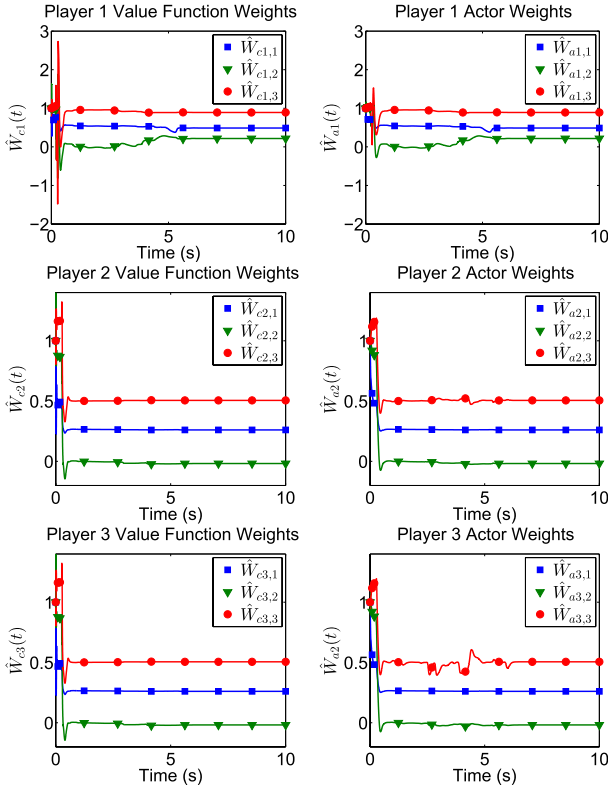 Player 1 Value Function Weights
3
2
1
0
−1
−2
Ŵc1(t)
Ŵc1,1
Ŵc1,2
Ŵc1,3
0
5
10
Time (s)
Player 1 Actor Weights
3
2
1
0
−1
−2
Ŵa1(t)
Ŵa1,1
Ŵa1,2
Ŵa1,3
0
5
10
Time (s)
Player 2 Value Function Weights
1
0.5
0
Ŵc2(t)
Ŵc2,1
Ŵc2,2
Ŵc2,3
0
5
10
Time (s)
Player 2 Actor Weights
1
0.5
0
Ŵa2(t)
Ŵa2,1
Ŵa2,2
Ŵa2,3
0
5
10
Time (s)
Player 3 Value Function Weights
1
0.5
0
Ŵc3(t)
Ŵc3,1
Ŵc3,2
Ŵc3,3
0
5
10
Time (s)
Player 3 Actor Weights
1
0.5
0
Ŵa2(t)
Ŵa3,1
Ŵa3,2
Ŵa3,3
0
5
10
Time (s)